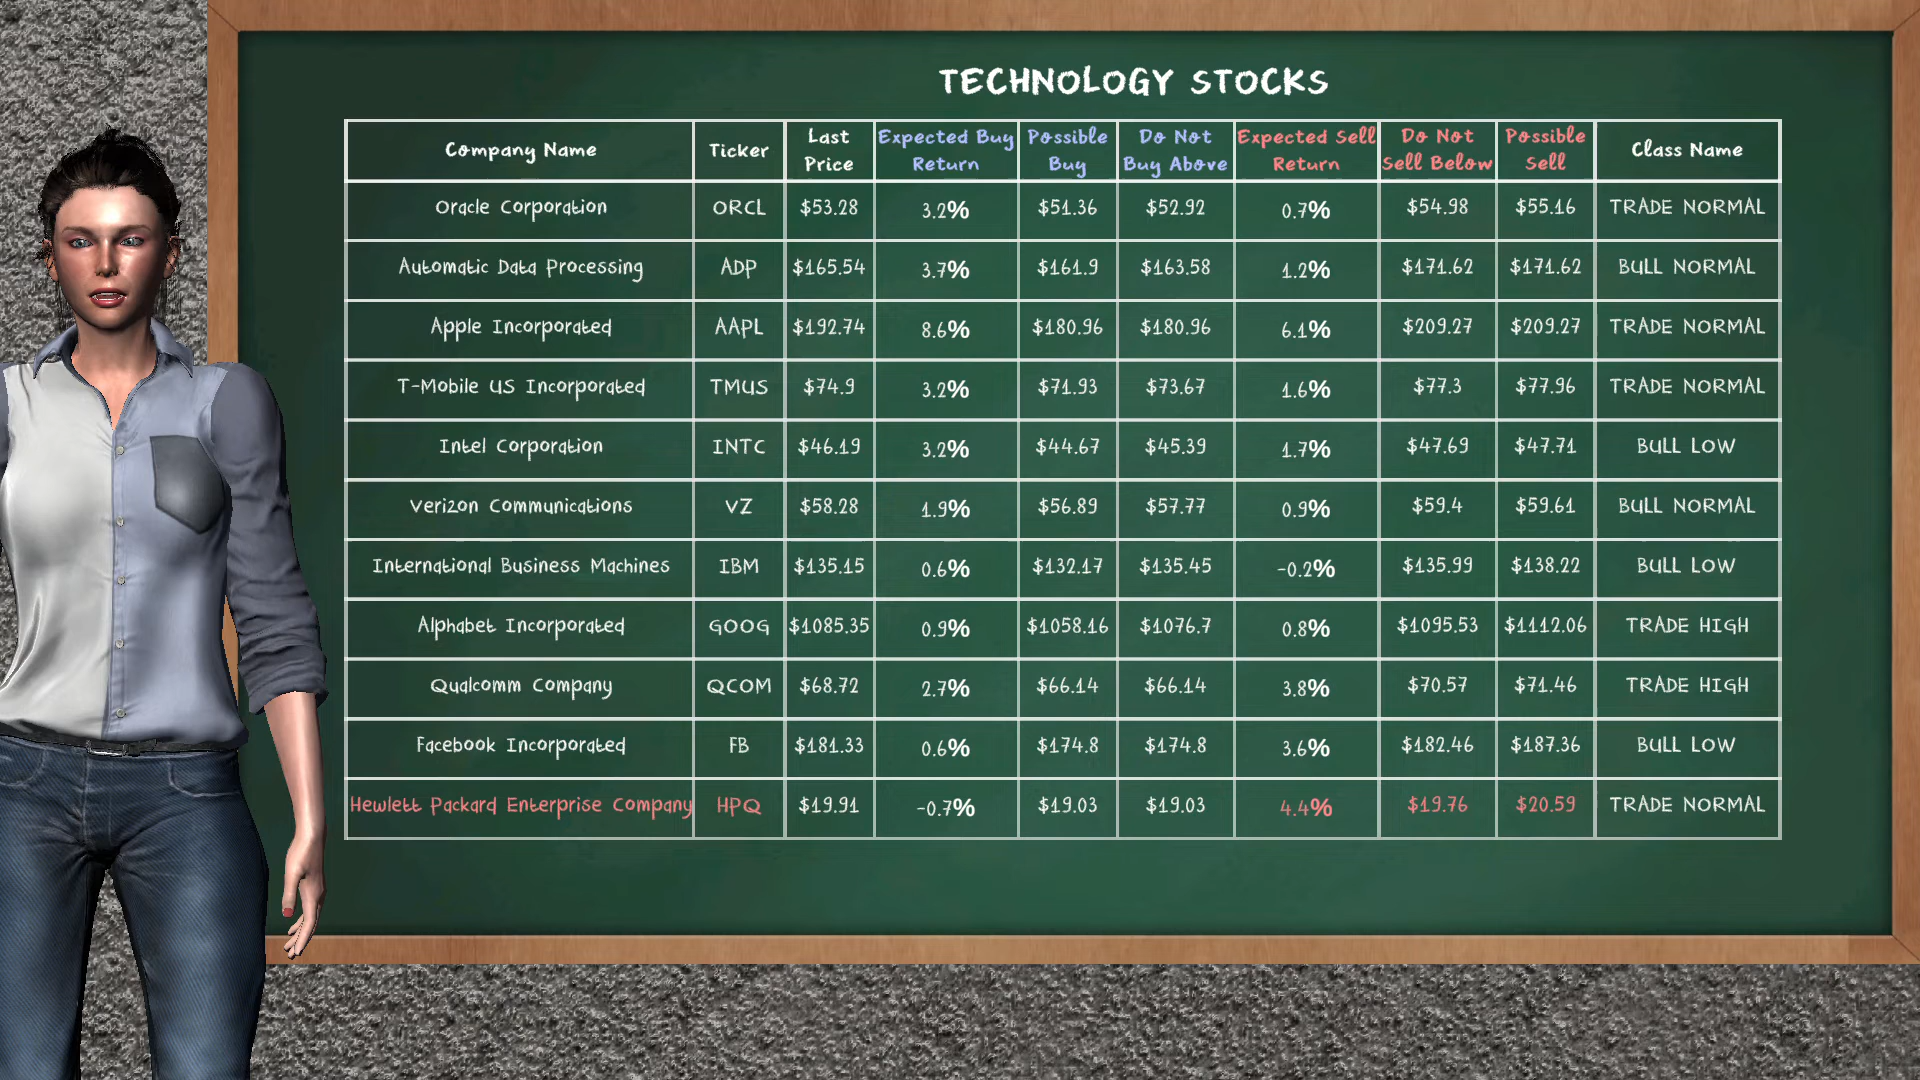 TECHNOLOGY STOCKS
Company Name Ticker Last Price Expected Buy Return Possible Buy Do Not Buy Above Expected Sell Return Do Not Sell Below Possible Sell Class Name
Oracle Corporation ORCL $53.28 3.2% $51.36 $52.92 0.7% $54.98 $55.16 TRADE NORMAL
Automatic Data Processing ADP $165.54 3.7% $161.9 $163.58 1.2% $171.62 $171.62 BULL NORMAL
Apple Incorporated AAPL $192.74 8.6% $180.96 $180.96 6.1% $209.27 $209.27 TRADE NORMAL
T-Mobile US Incorporated TMUS $74.9 3.2% $71.93 $73.67 1.6% $77.3 $77.96 TRADE NORMAL
Intel Corporation INTC $46.19 3.2% $44.67 $45.39 1.7% $47.69 $47.71 BULL LOW
Verizon Communications VZ $58.28 1.9% $56.89 $57.77 0.9% $59.4 $59.61 BULL NORMAL
International Business Machines IBM $135.15 0.6% $132.17 $135.45 -0.2% $135.99 $138.22 BULL LOW
Alphabet Incorporated GOOG $1085.35 0.9% $1058.16 $1076.7 0.8% $1095.53 $1112.06 TRADE HIGH
Qualcomm Company QCOM $68.72 2.7% $66.14 $66.14 3.8% $70.57 $71.46 TRADE HIGH
Facebook Incorporated FB $181.33 0.6% $174.8 $174.8 3.6% $182.46 $187.36 BULL LOW
Hewlett Packard Enterprise Company HPQ $19.91 -0.7% $19.03 $19.03 4.4% $19.76 $20.59 TRADE NORMAL